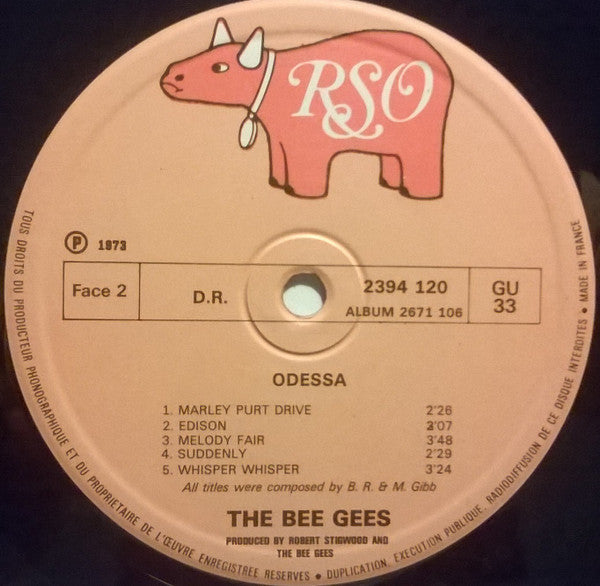 RSO
℗ 1973
Face 2
D.R.
2394 120
ALBUM 2671 106
GU
33
ODESSA
1. MARLEY PURT DRIVE 2'26
2. EDISON 2'07
3. MELODY FAIR 3'48
4. SUDDENLY 2'29
5. WHISPER WHISPER 3'24
All titles were composed by B. R. & M. Gibb
THE BEE GEES
PRODUCED BY ROBERT STIGWOOD AND
THE BEE GEES
TOUS DROITS DU PRODUCTEUR PHONOGRAPHIQUE ET DU PROPRIETAIRE DE L'ŒUVRE ENREGISTREE RESERVES • DUPLICATION, EXECUTION PUBLIQUE, RADIODIFFUSION DE CE DISQUE INTERDITES • MADE IN FRANCE